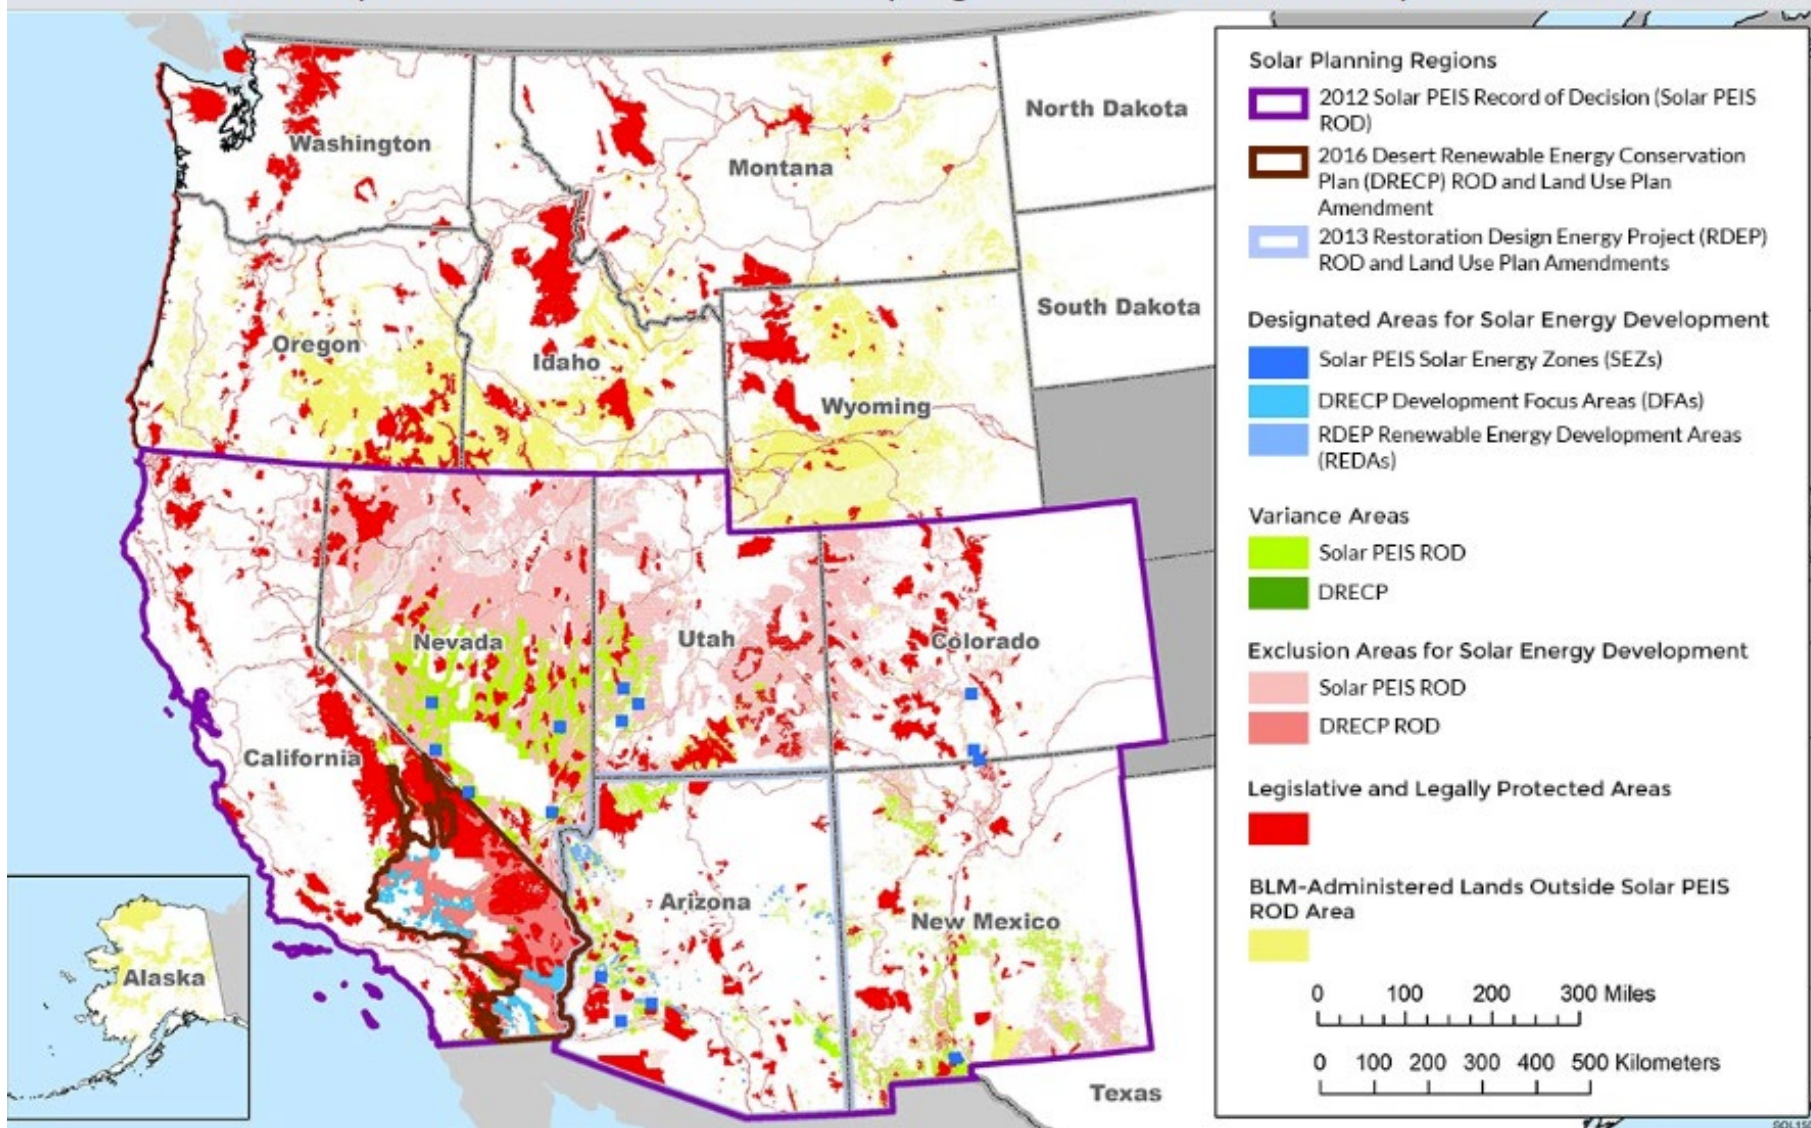 Washington
Montana
North Dakota
South Dakota
Oregon
Idaho
Wyoming
Nevada
Utah
Colorado
California
Arizona
New Mexico
Alaska
Texas
Solar Planning Regions
2012 Solar PEIS Record of Decision (Solar PEIS
ROD)
2016 Desert Renewable Energy Conservation
Plan (DRECP) ROD and Land Use Plan
Amendment
2013 Restoration Design Energy Project (RDEP)
ROD and Land Use Plan Amendments
Designated Areas for Solar Energy Development
Solar PEIS Solar Energy Zones (SEZs)
DRECP Development Focus Areas (DFAs)
RDEP Renewable Energy Development Areas
(REDAs)
Variance Areas
Solar PEIS ROD
DRECP
Exclusion Areas for Solar Energy Development
Solar PEIS ROD
DRECP ROD
Legislative and Legally Protected Areas
BLM-Administered Lands Outside Solar PEIS
ROD Area
0 100 200 300 Miles
0 100 200 300 400 500 Kilometers